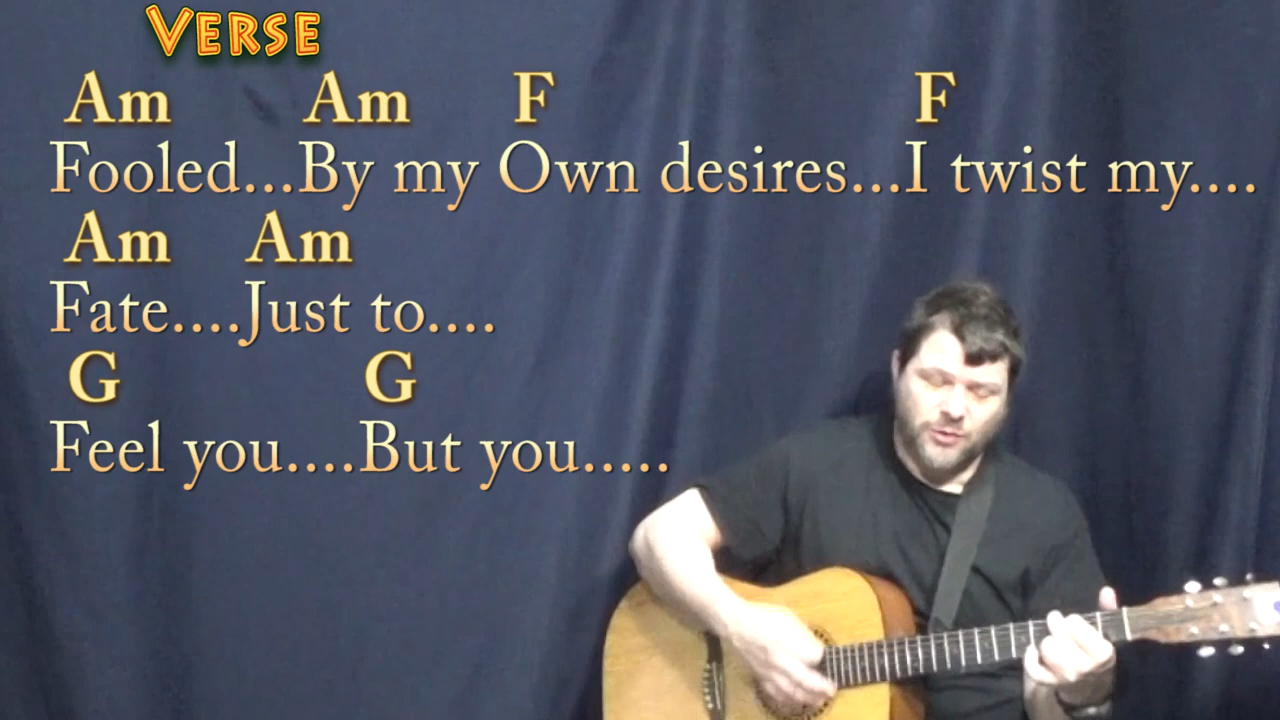 VERSE
Am Am F F
Fooled...By my Own desires...I twist my....
Am Am
Fate....Just to....
G G
Feel you....But you.....